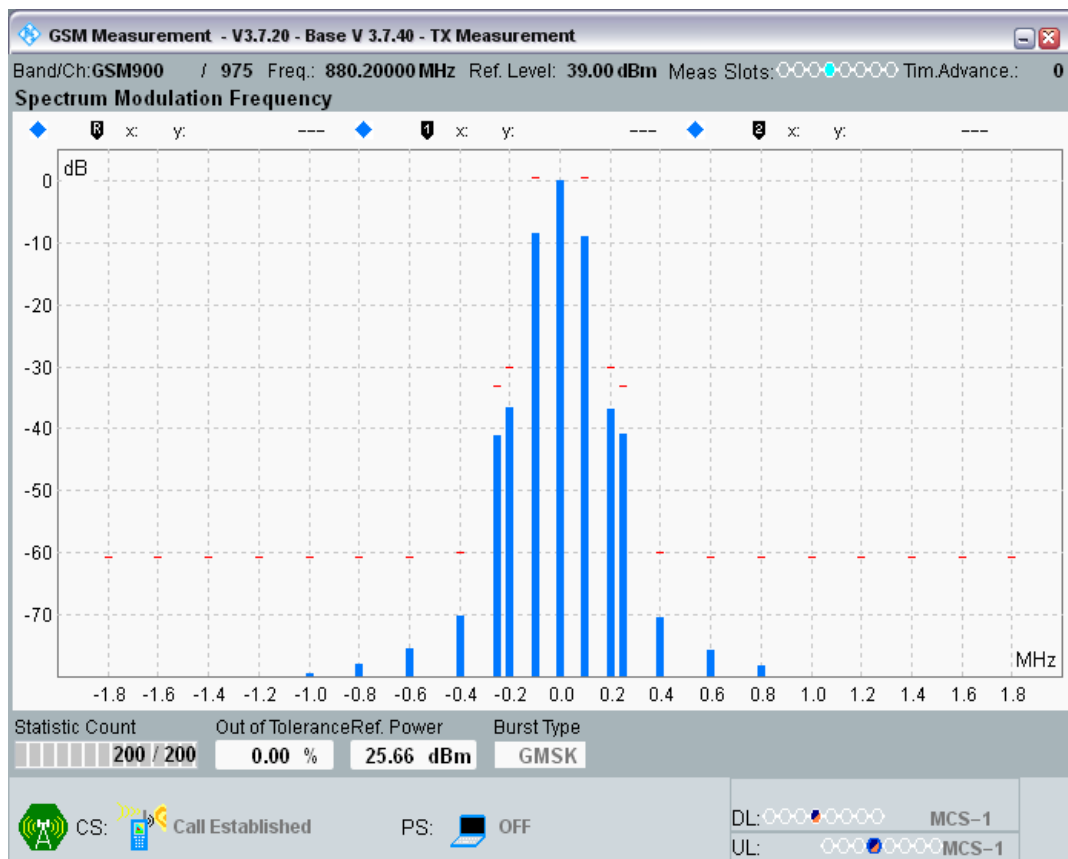 GSM Measurement - V3.7.20 - Base V 3.7.40 - TX Measurement
Band/Ch:GSM900 / 975 Freq.: 880.20000 MHz Ref. Level: 39.00 dBm Meas Slots: Tim.Advance.: 0
Spectrum Modulation Frequency
R x: y: --- 1 x: y: --- 2 x: y: ---
dB
0
-10
-20
-30
-40
-50
-60
-70
MHz
-1.8 -1.6 -1.4 -1.2 -1.0 -0.8 -0.6 -0.4 -0.2 0.0 0.2 0.4 0.6 0.8 1.0 1.2 1.4 1.6 1.8
Statistic Count Out of Tolerance Ref. Power Burst Type
200 / 200 0.00 % 25.66 dBm GMSK
CS: Call Established PS: OFF
DL: MCS-1
UL: MCS-1